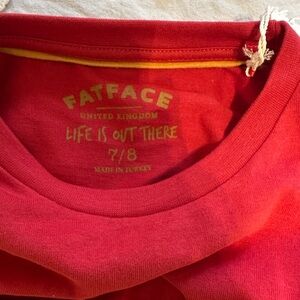 FATFACE
UNITED KINGDOM
LIFE IS OUT THERE
7/8
MADE IN TURKEY